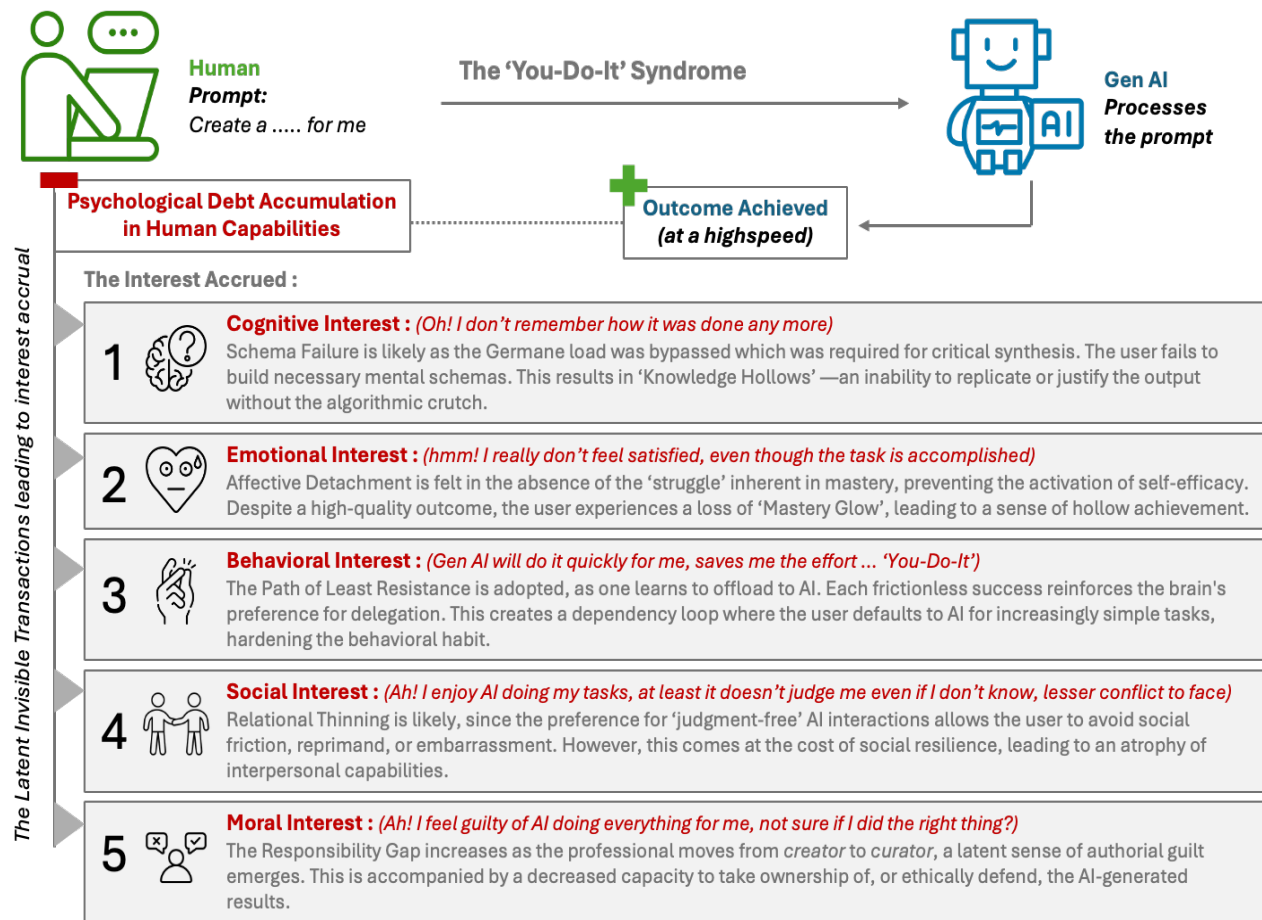 Human
Prompt:
Create a ..... for me
The ‘You-Do-It’ Syndrome
Gen AI
Processes
the prompt
AI
Psychological Debt Accumulation
in Human Capabilities
Outcome Achieved
(at a highspeed)
The Latent Invisible Transactions leading to interest accrual
The Interest Accrued :
1
Cognitive Interest : (Oh! I don’t remember how it was done any more)
Schema Failure is likely as the Germane load was bypassed which was required for critical synthesis. The user fails to
build necessary mental schemas. This results in ‘Knowledge Hollows’ —an inability to replicate or justify the output
without the algorithmic crutch.
2
Emotional Interest : (hmm! I really don’t feel satisfied, even though the task is accomplished)
Affective Detachment is felt in the absence of the ‘struggle’ inherent in mastery, preventing the activation of self-efficacy.
Despite a high-quality outcome, the user experiences a loss of ‘Mastery Glow’, leading to a sense of hollow achievement.
3
Behavioral Interest : (Gen AI will do it quickly for me, saves me the effort ... ‘You-Do-It’)
The Path of Least Resistance is adopted, as one learns to offload to AI. Each frictionless success reinforces the brain's
preference for delegation. This creates a dependency loop where the user defaults to AI for increasingly simple tasks,
hardening the behavioral habit.
4
Social Interest : (Ah! I enjoy AI doing my tasks, at least it doesn’t judge me even if I don’t know, lesser conflict to face)
Relational Thinning is likely, since the preference for ‘judgment-free’ AI interactions allows the user to avoid social
friction, reprimand, or embarrassment. However, this comes at the cost of social resilience, leading to an atrophy of
interpersonal capabilities.
5
Moral Interest : (Ah! I feel guilty of AI doing everything for me, not sure if I did the right thing?)
The Responsibility Gap increases as the professional moves from creator to curator, a latent sense of authorial guilt
emerges. This is accompanied by a decreased capacity to take ownership of, or ethically defend, the AI-generated
results.